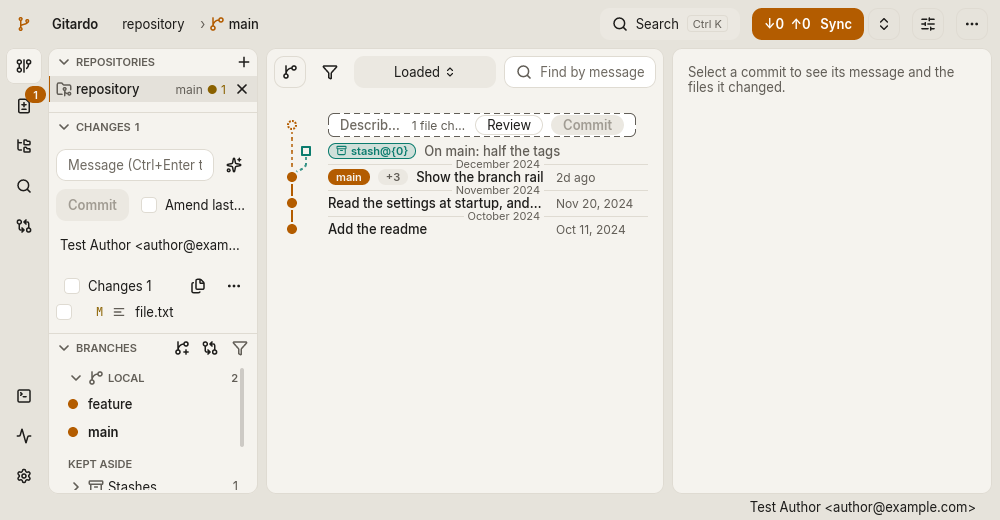 Gitardo repository › main Search Ctrl K ↓0 ↑0 Sync
REPOSITORIES
1
repository main 1
CHANGES 1
Message (Ctrl+Enter t
Commit Amend last...
Test Author <author@exam...
Changes 1
M file.txt
BRANCHES
LOCAL 2
feature
main
KEPT ASIDE
Stashes 1
Loaded Find by message
Describ... 1 file ch... Review Commit
stash@{0} On main: half the tags
December 2024
main +3 Show the branch rail 2d ago
November 2024
Read the settings at startup, and... Nov 20, 2024
October 2024
Add the readme Oct 11, 2024
Select a commit to see its message and the
files it changed.
Test Author <author@example.com>